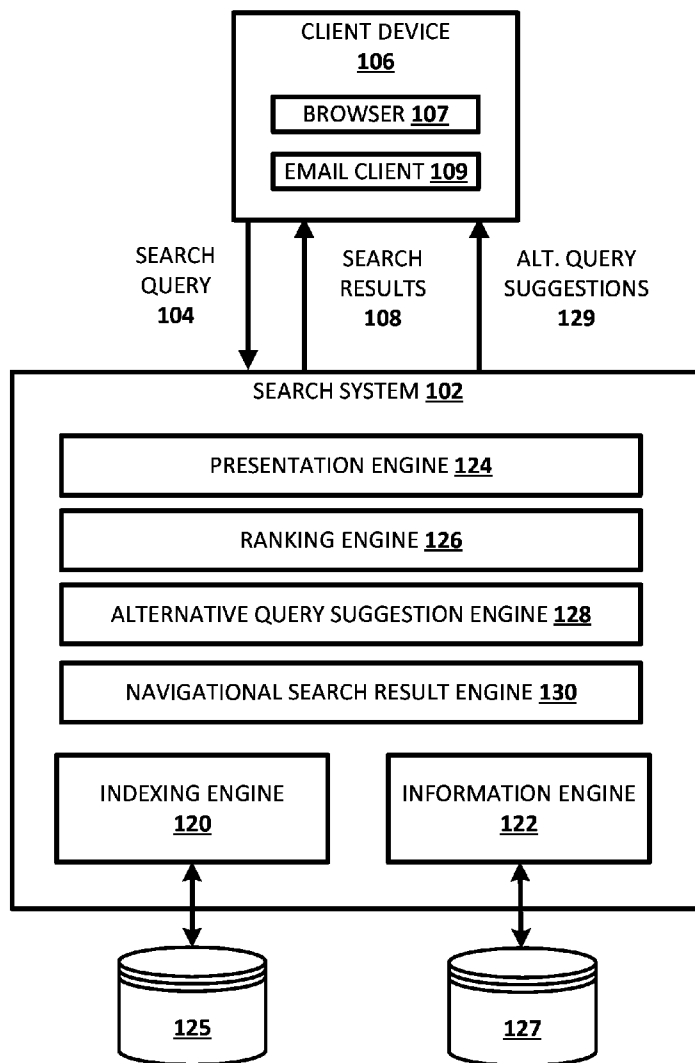 CLIENT DEVICE
106
BROWSER 107
EMAIL CLIENT 109
SEARCH
QUERY
104
SEARCH
RESULTS
108
ALT. QUERY
SUGGESTIONS
129
SEARCH SYSTEM 102
PRESENTATION ENGINE 124
RANKING ENGINE 126
ALTERNATIVE QUERY SUGGESTION ENGINE 128
NAVIGATIONAL SEARCH RESULT ENGINE 130
INDEXING ENGINE
120
INFORMATION ENGINE
122
125
127